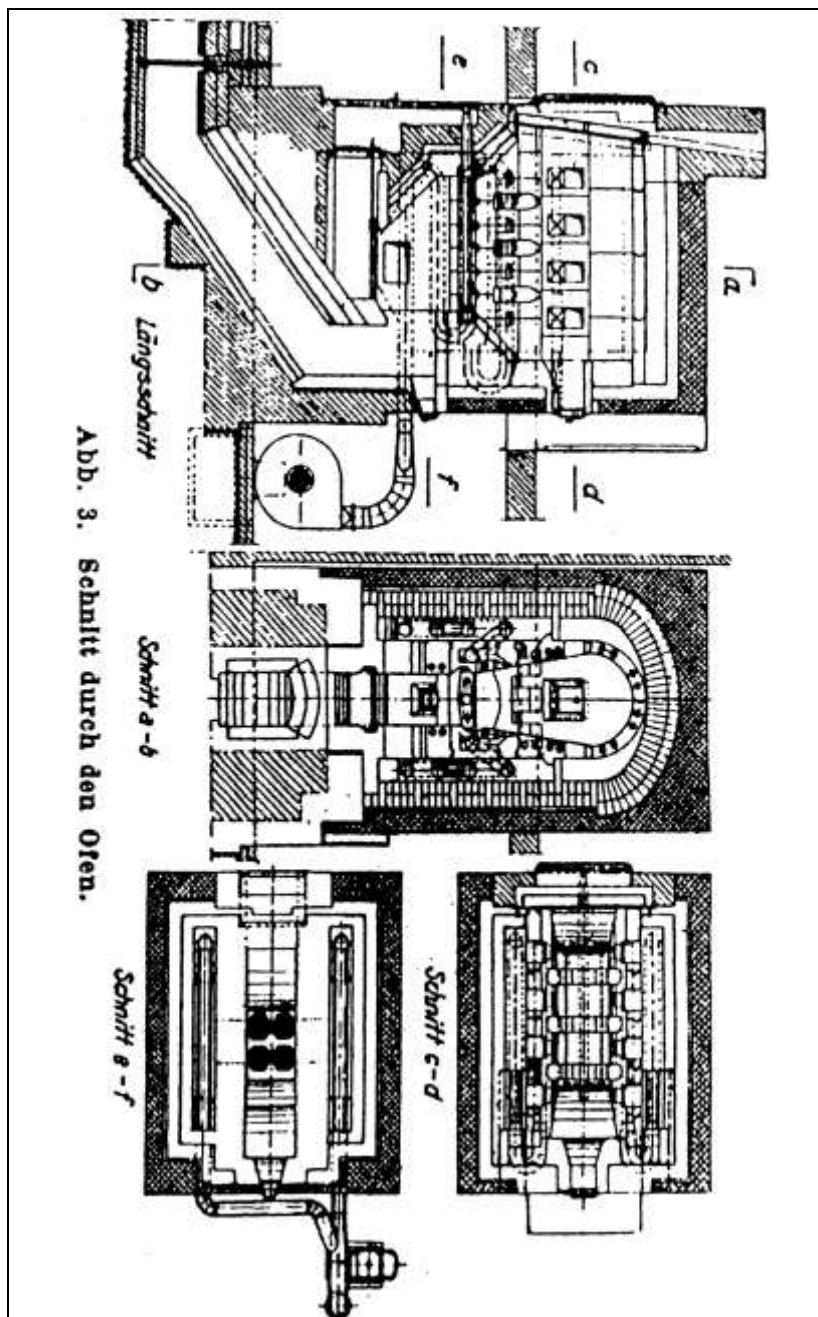 e
c
a
b
Längsschnitt
f
d
Schnitt a-b
Schnitt c-d
Schnitt e-f
Abb. 3. Schnitt durch den Ofen.